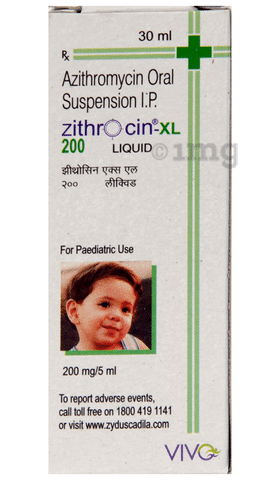 30 ml
Rx
Azithromycin Oral
Suspension I.P.
zithrocin®-XL
200 LIQUID
1mg
झीथोसिन एक्स एल
२०० लीक्विड
For Paediatric Use
200 mg/5 ml
To report adverse events,
call toll free on 1800 419 1141
or visit www.zyduscadila.com
VIVO